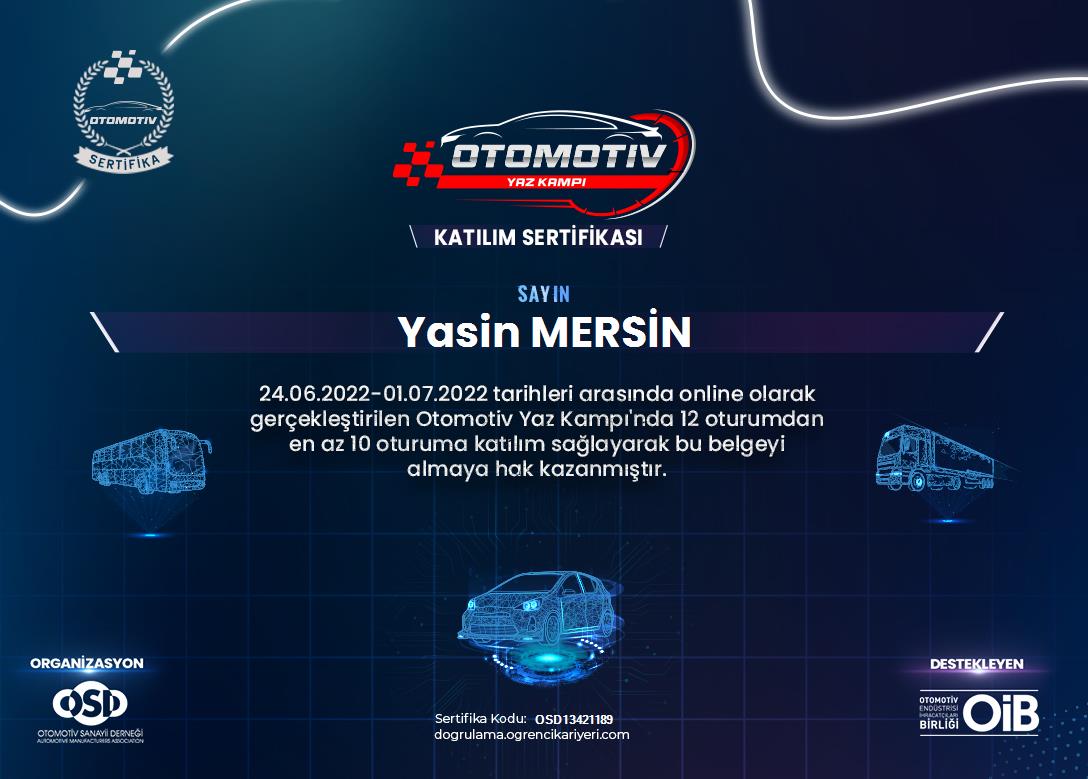 OTOMOTIV
SERTİFİKA
OTOMOTIV
YAZ KAMPI
KATILIM SERTİFİKASI
SAYIN
Yasin MERSİN
24.06.2022-01.07.2022 tarihleri arasında online olarak
gerçekleştirilen Otomotiv Yaz Kampı'nda 12 oturumdan
en az 10 oturuma katılım sağlayarak bu belgeyi
almaya hak kazanmıştır.
ORGANİZASYON
OSD
OTOMOTİV SANAYİİ DERNEĞİ
AUTOMOTIVE MANUFACTURERS ASSOCIATION
Sertifika Kodu: OSD13421189
dogrulama.ogrencikariyeri.com
DESTEKLEYEN
OTOMOTİV
ENDÜSTRİSİ
İHRACATÇILARI
BİRLİĞİ
OİB